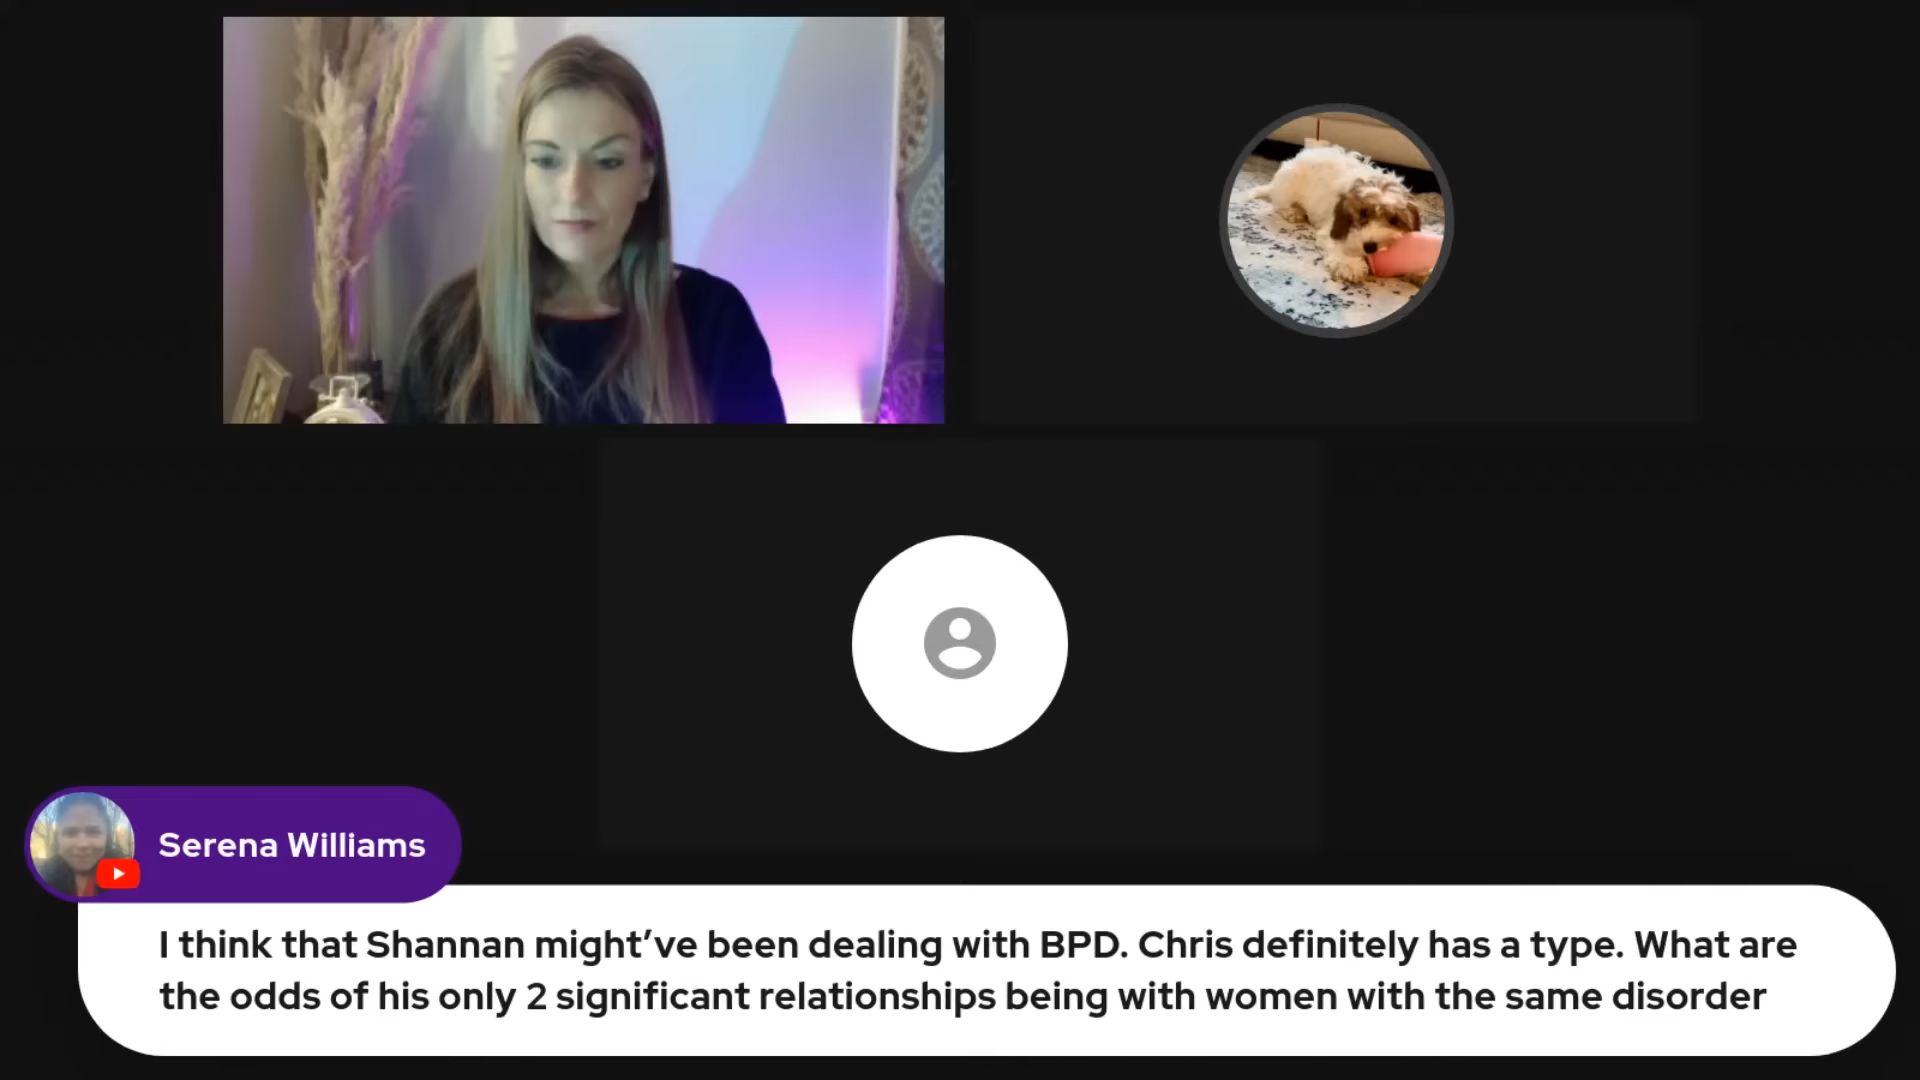 Serena Williams
I think that Shannan might’ve been dealing with BPD. Chris definitely has a type. What are
the odds of his only 2 significant relationships being with women with the same disorder